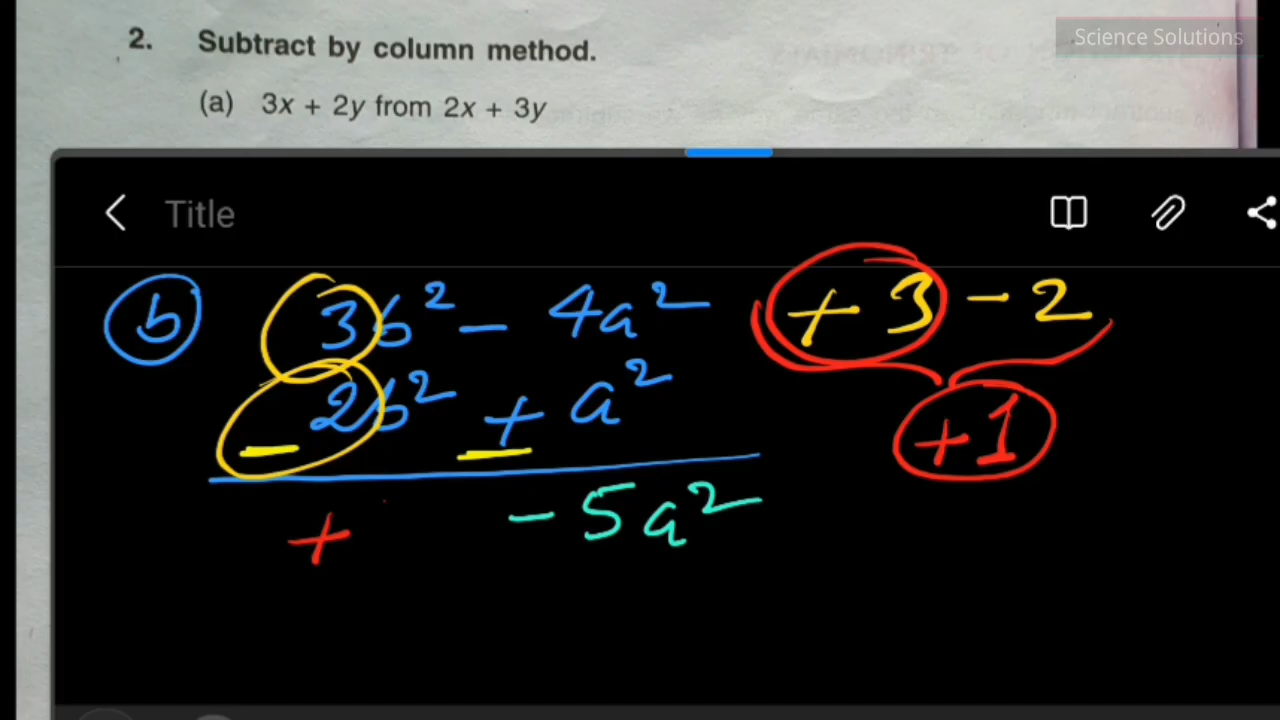 Science Solutions
2. Subtract by column method.
(a) 3x + 2y from 2x + 3y
Title
b 3b² - 4a² + 3 - 2
2b² + a²
- -
+ 1
+ - 5a²